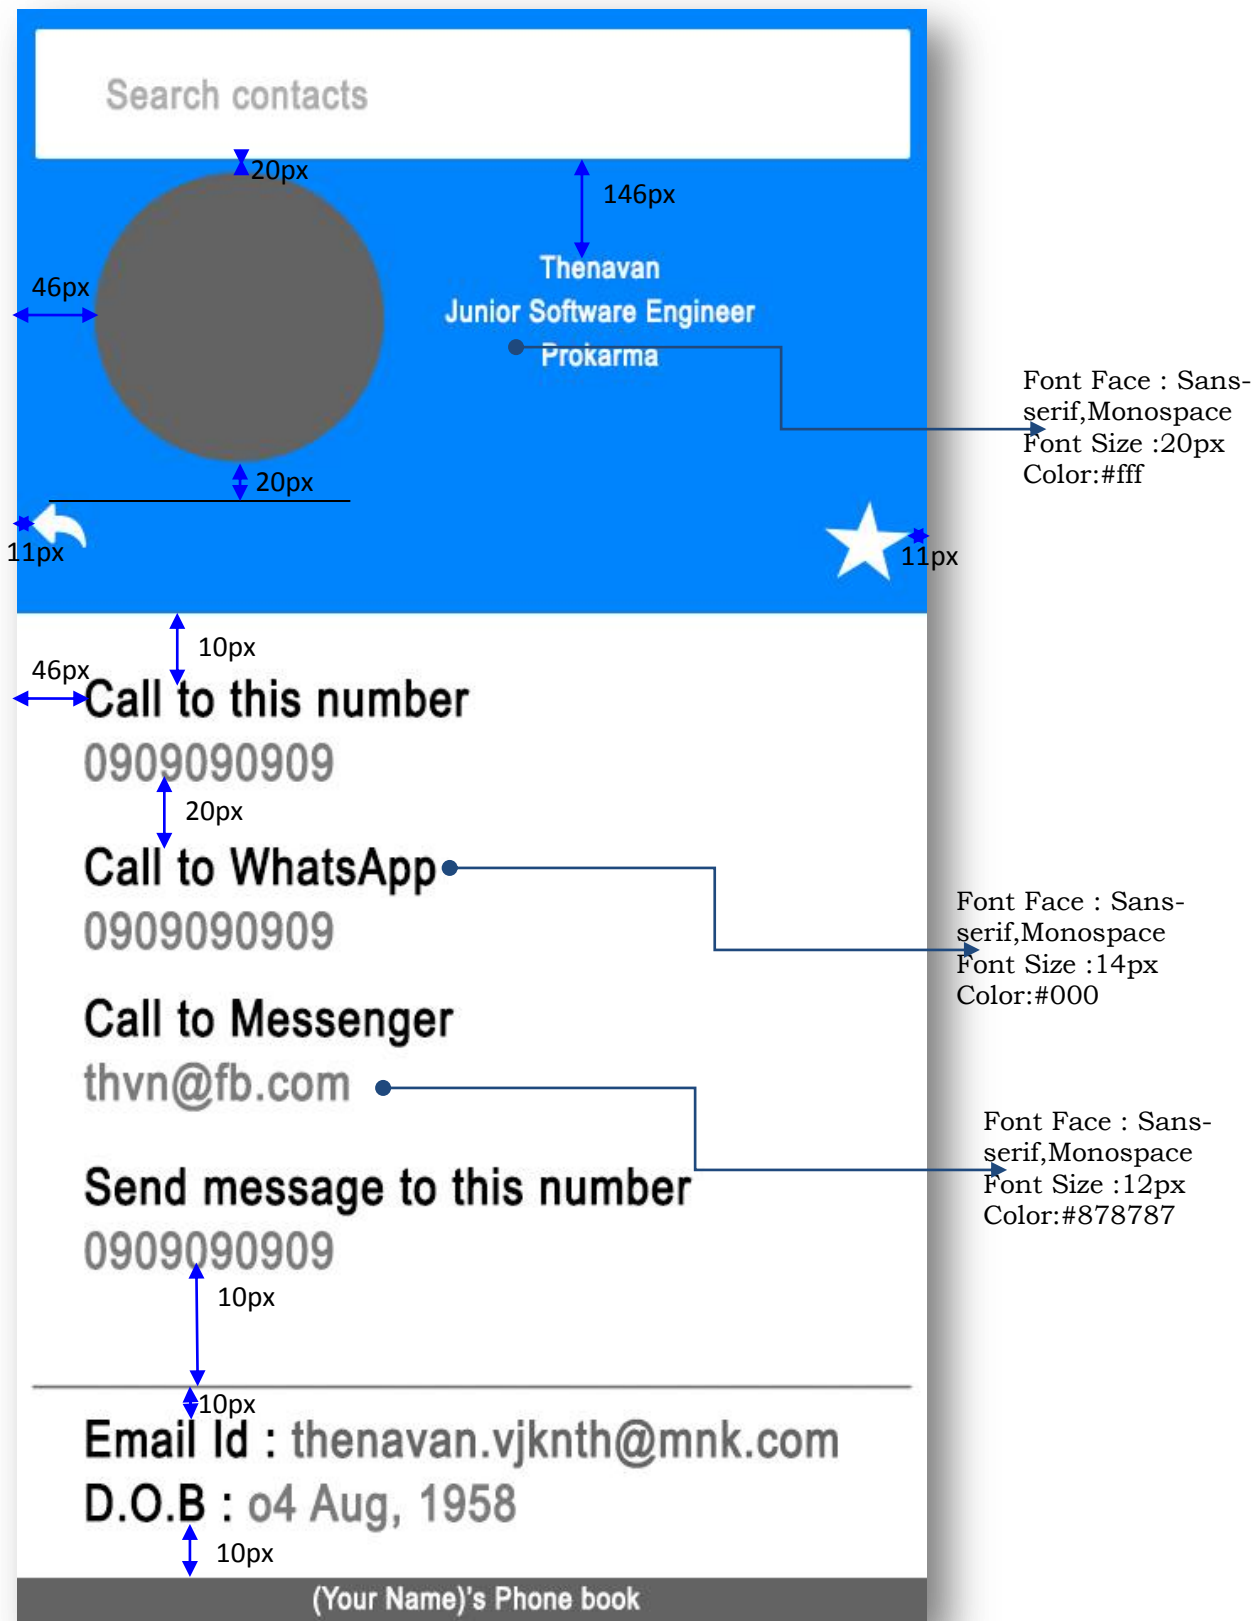 Search contacts
20px
146px
Thenavan
46px
Junior Software Engineer
Prokarma
Font Face : Sans-
serif,Monospace
Font Size :20px
Color:#fff
20px
11px
11px
10px
46px
Call to this number
0909090909
20px
Call to WhatsApp
0909090909
Font Face : Sans-
serif,Monospace
Font Size :14px
Color:#000
Call to Messenger
thvn@fb.com
Font Face : Sans-
serif,Monospace
Font Size :12px
Color:#878787
Send message to this number
0909090909
10px
10px
Email Id : thenavan.vjknth@mnk.com
D.O.B : o4 Aug, 1958
10px
(Your Name)'s Phone book